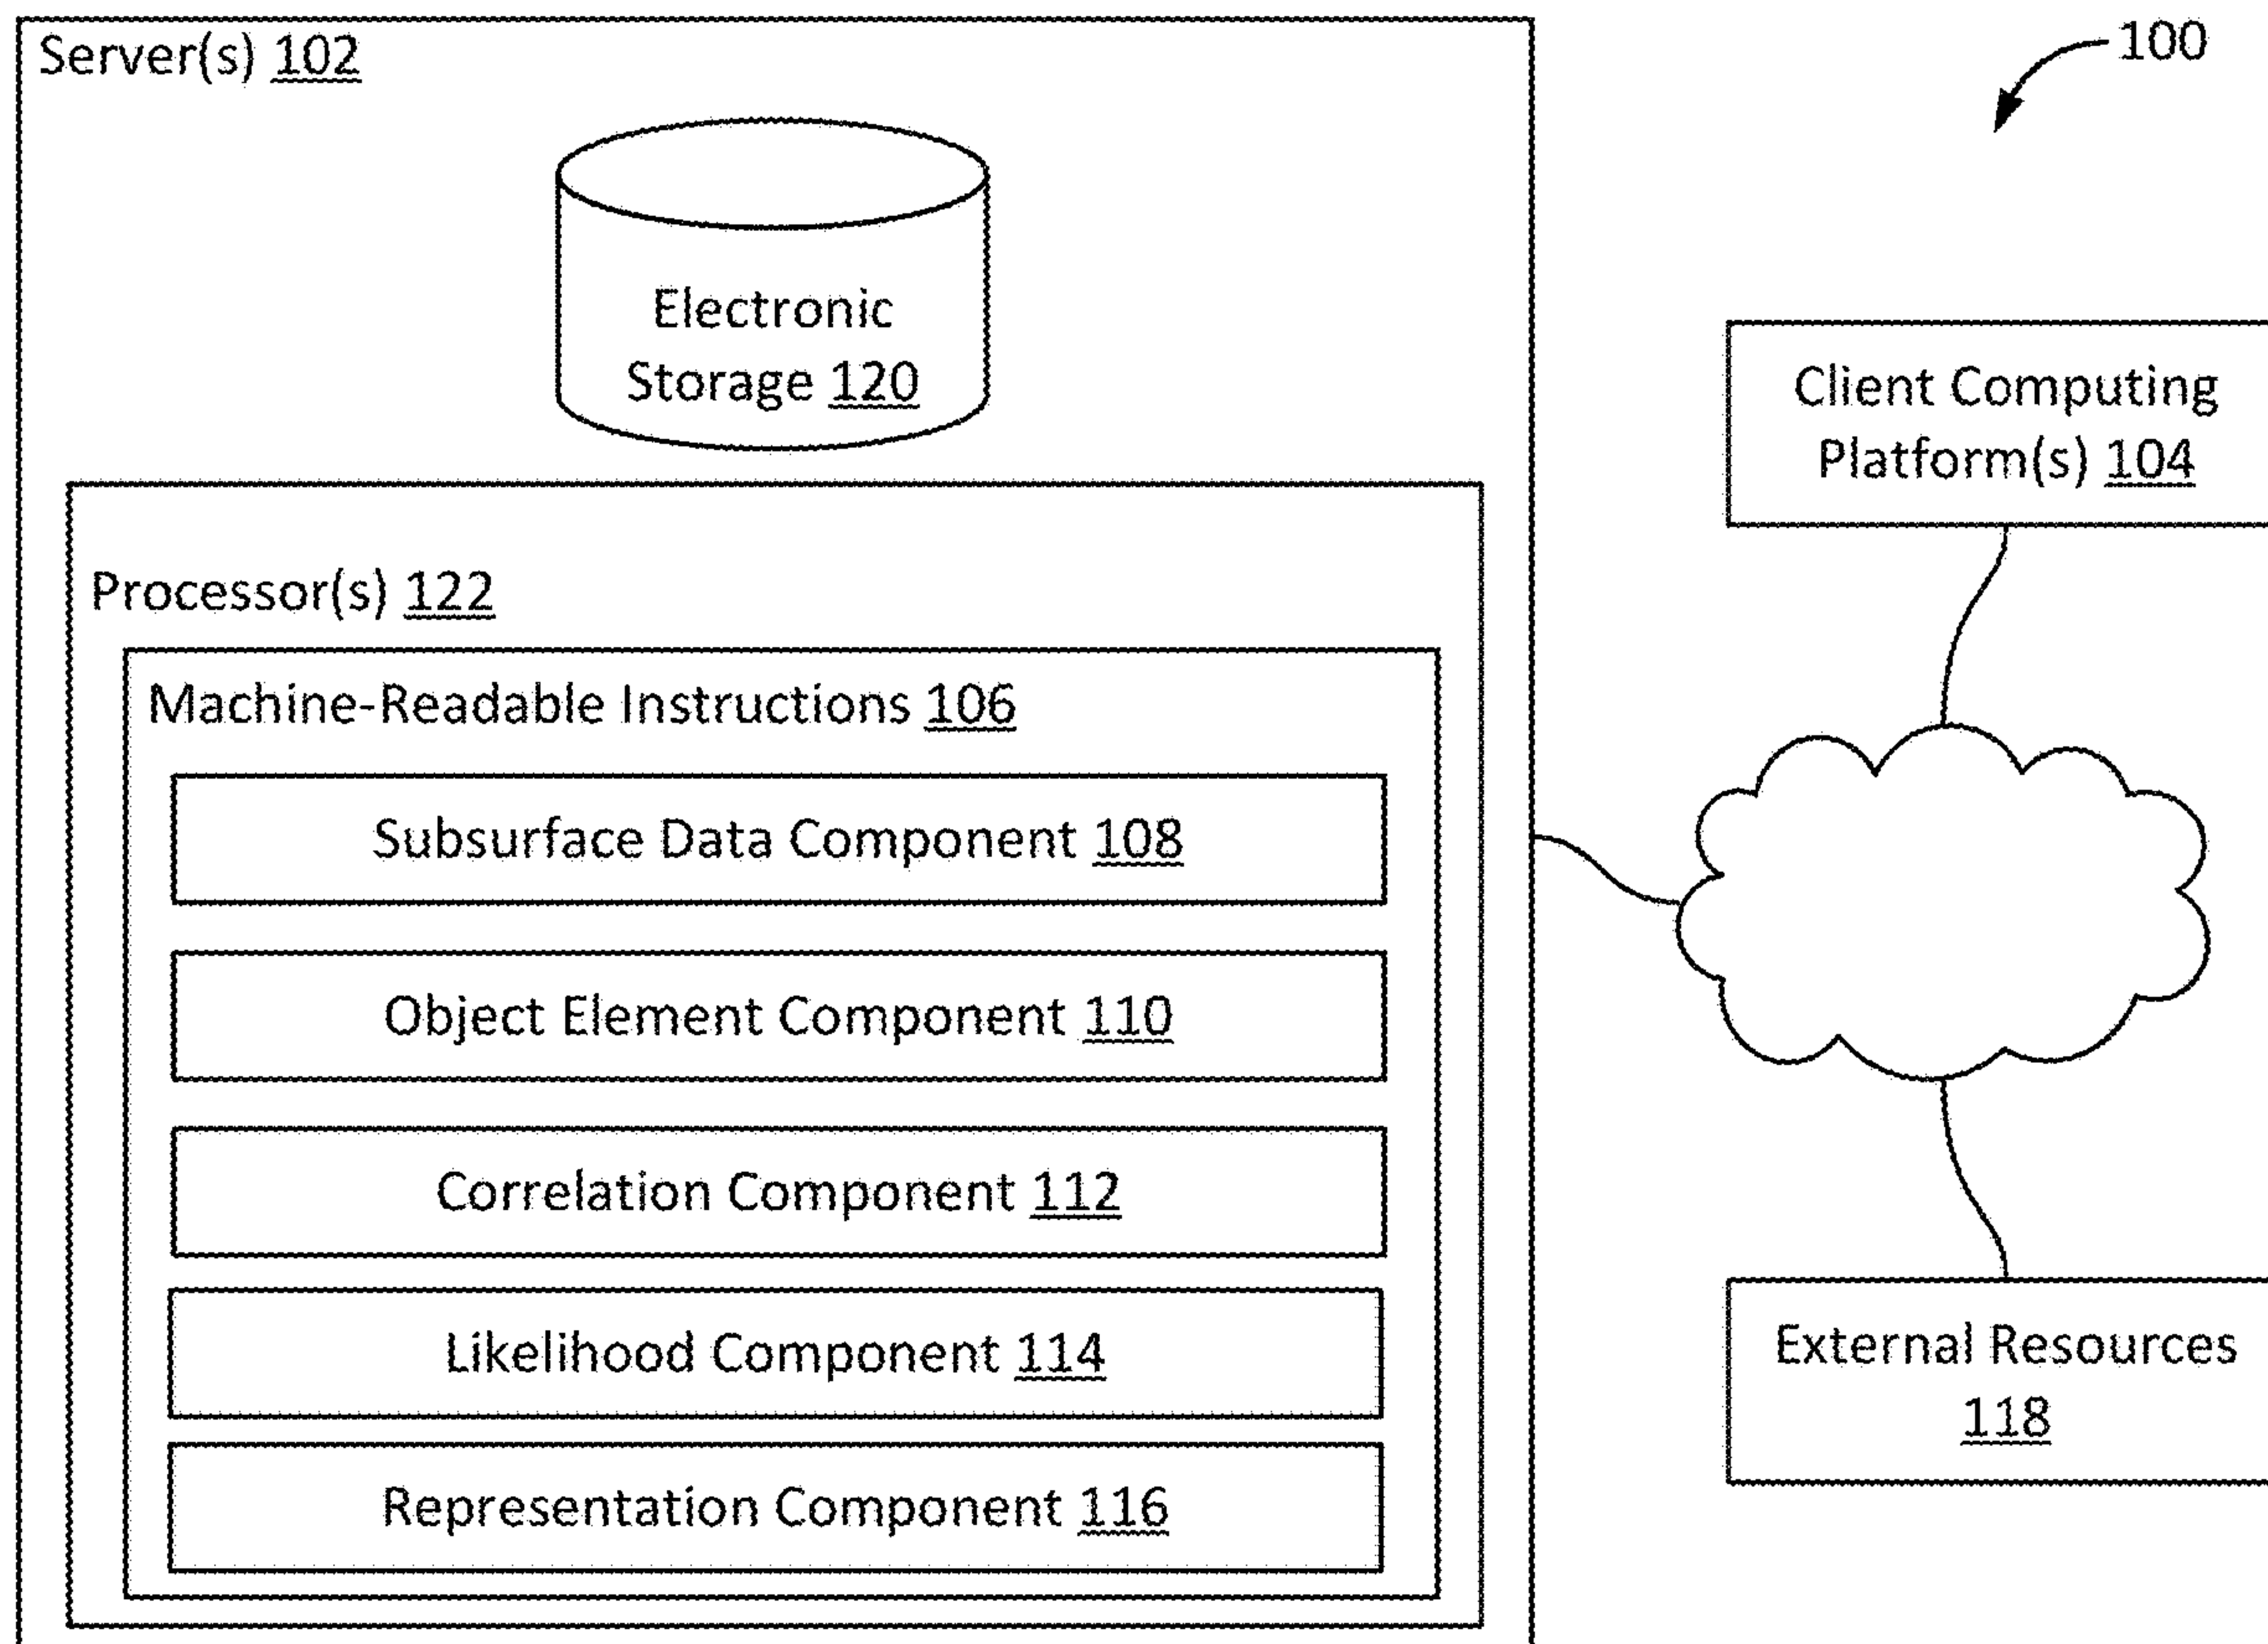 Server(s) 102
100
Electronic
Storage 120
Client Computing
Platform(s) 104
Processor(s) 122
Machine-Readable Instructions 106
Subsurface Data Component 108
Object Element Component 110
Correlation Component 112
Likelihood Component 114
Representation Component 116
External Resources
118